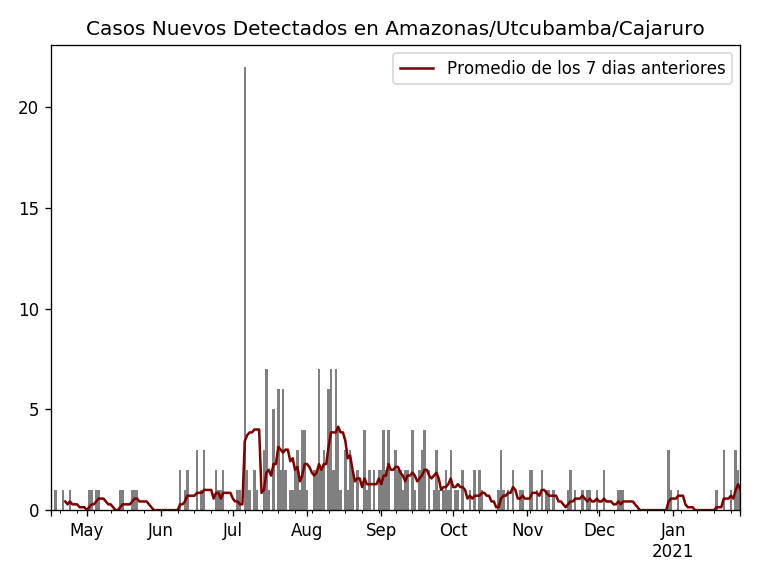 Casos Nuevos Detectados en Amazonas/Utcubamba/Cajaruro
Promedio de los 7 dias anteriores
20
15
10
5
0
May Jun Jul Aug Sep Oct Nov Dec Jan
2021